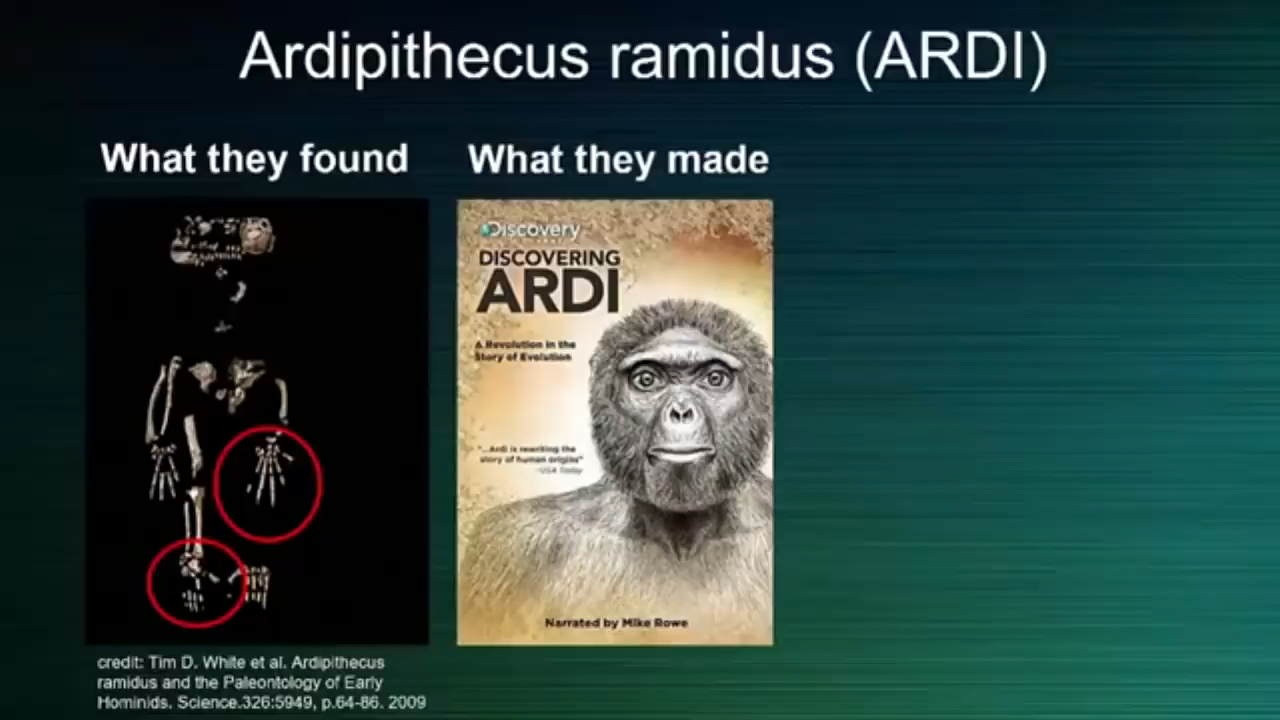 Ardipithecus ramidus (ARDI)
What they found
What they made
Discovery
DISCOVERING
ARDI
A Revolution in the
Story of Evolution
"...Ardi is rewriting the
story of human origins"
-USA Today
Narrated by Mike Rowe
credit: Tim D. White et al. Ardipithecus
ramidus and the Paleontology of Early
Hominids. Science.326:5949, p.64-86. 2009